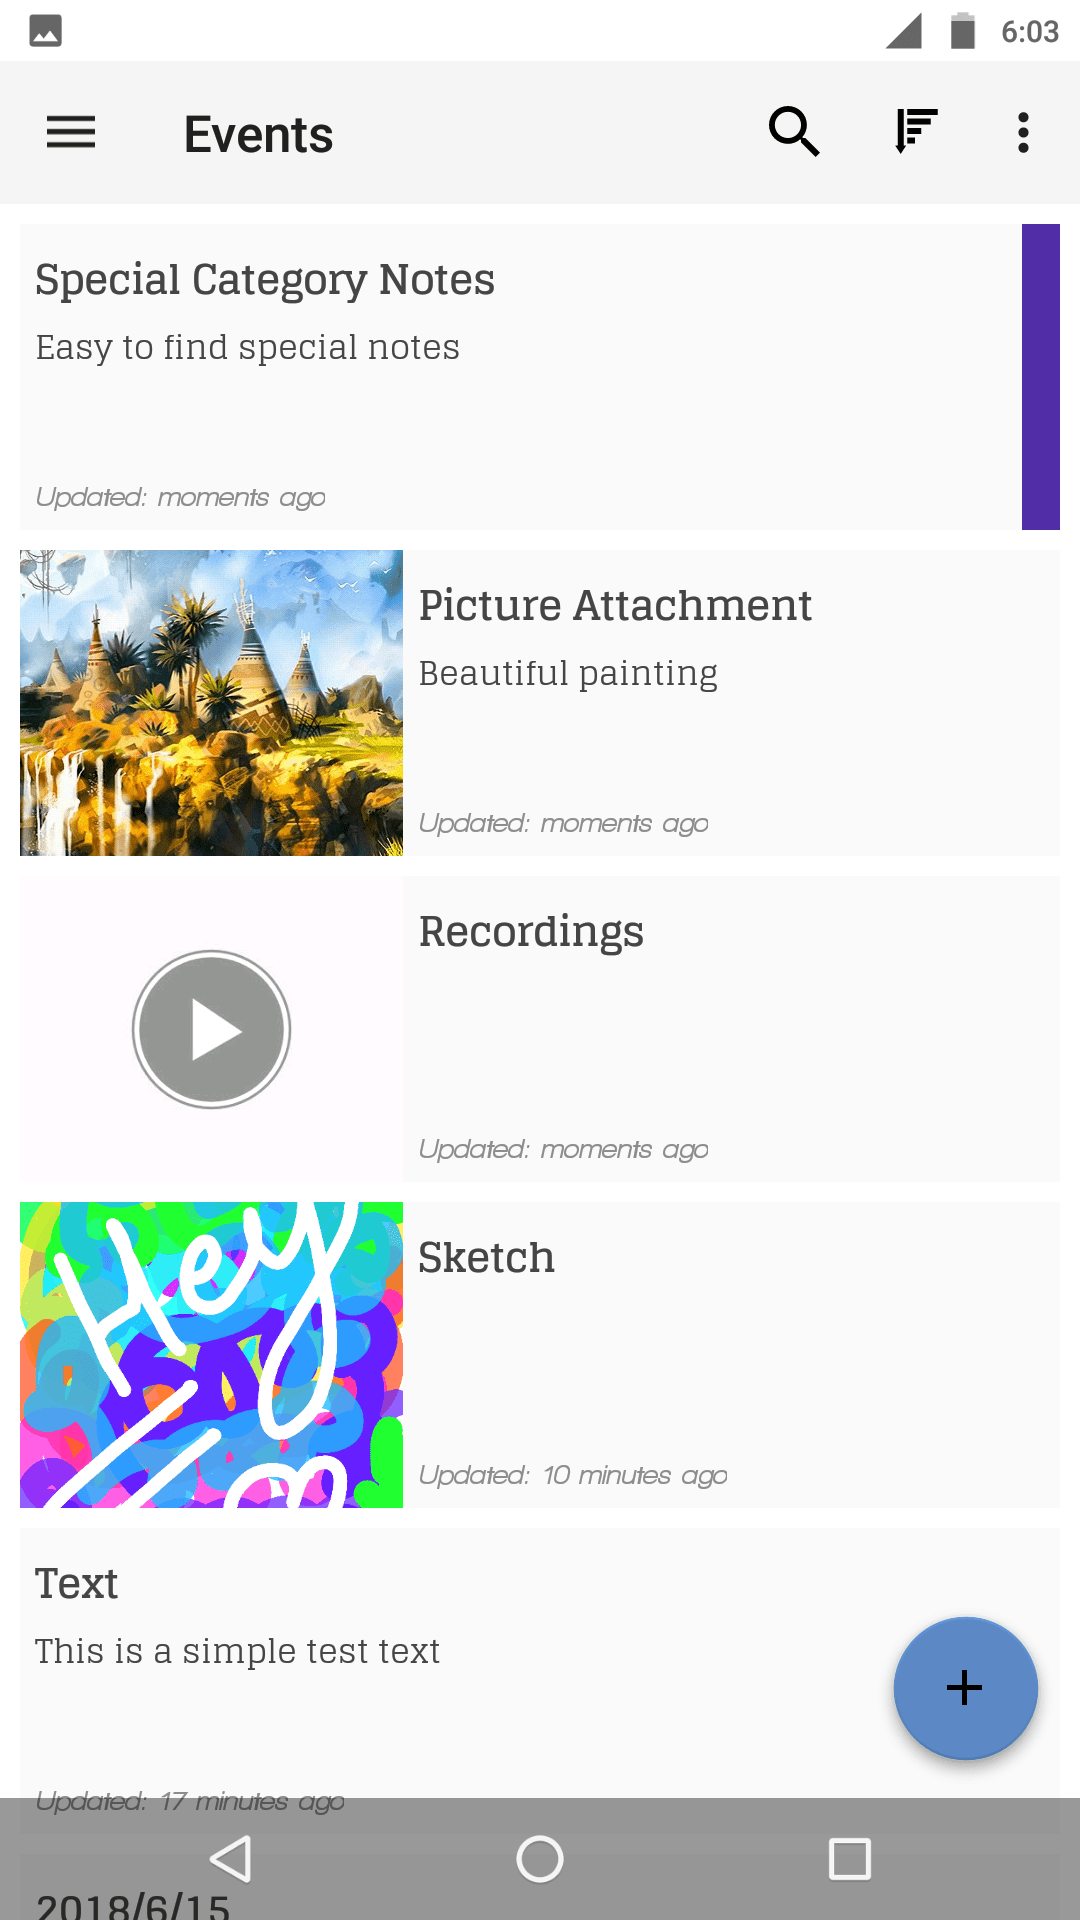 6:03
Events
Special Category Notes
Easy to find special notes
Updated: moments ago
Picture Attachment
Beautiful painting
Updated: moments ago
Recordings
Updated: moments ago
Hey
Sketch
Updated: 10 minutes ago
Text
This is a simple test text
Updated: 17 minutes ago
2018/6/15